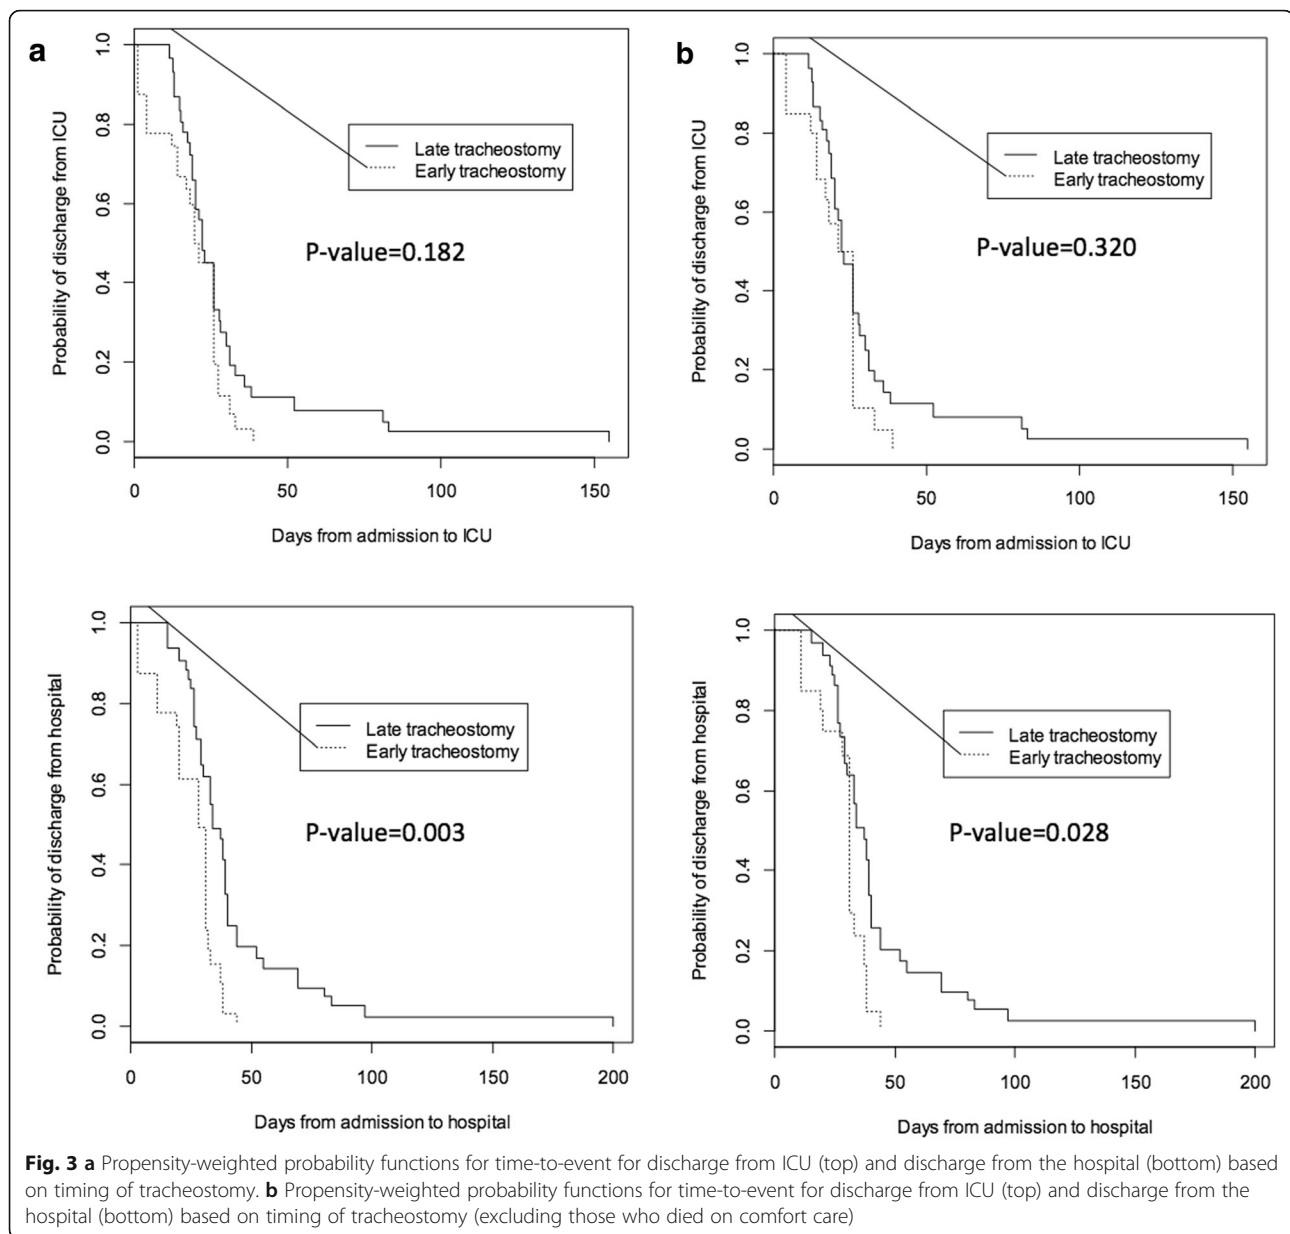 a
Probability of discharge from ICU
1.0
0.8
0.6
0.4
0.2
0.0
Late tracheostomy
Early tracheostomy
P-value=0.182
0 50 100 150
Days from admission to ICU
b
Probability of discharge from ICU
1.0
0.8
0.6
0.4
0.2
0.0
Late tracheostomy
Early tracheostomy
P-value=0.320
0 50 100 150
Days from admission to ICU
Probability of discharge from hospital
1.0
0.8
0.6
0.4
0.2
0.0
Late tracheostomy
Early tracheostomy
P-value=0.003
0 50 100 150 200
Days from admission to hospital
Probability of discharge from hospital
1.0
0.8
0.6
0.4
0.2
0.0
Late tracheostomy
Early tracheostomy
P-value=0.028
0 50 100 150 200
Days from admission to hospital
Fig. 3 a Propensity-weighted probability functions for time-to-event for discharge from ICU (top) and discharge from the hospital (bottom) based
on timing of tracheostomy. b Propensity-weighted probability functions for time-to-event for discharge from ICU (top) and discharge from the
hospital (bottom) based on timing of tracheostomy (excluding those who died on comfort care)